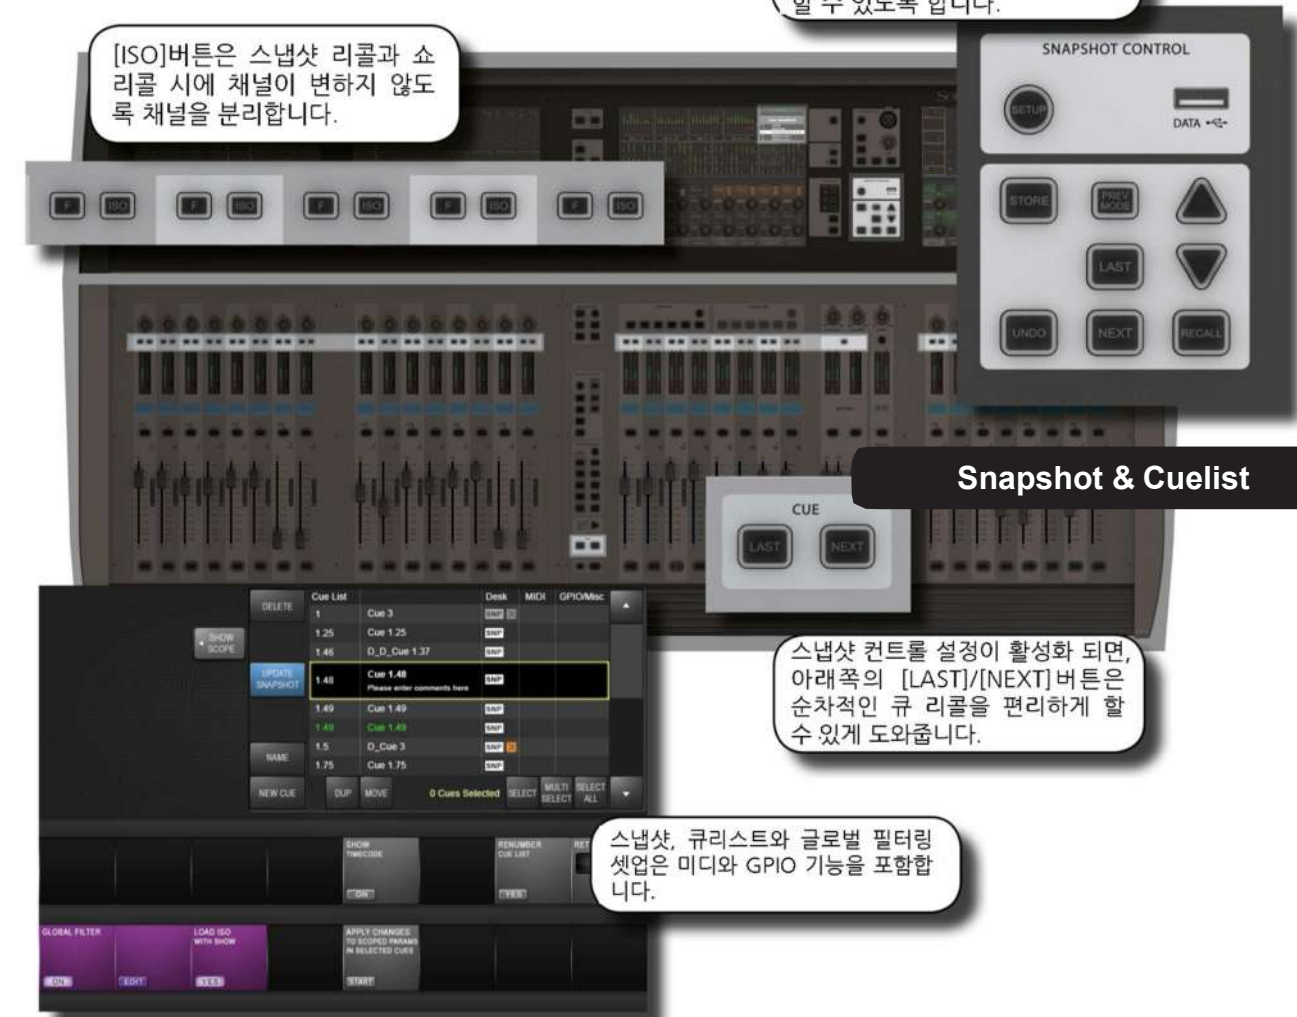 할 수 있도록 합니다.
[ISO]버튼은 스냅샷 리콜과 쇼
리콜 시에 채널이 변하지 않도
록 채널을 분리합니다.
SNAPSHOT CONTROL
SETUP
DATA
F ISO F ISO F ISO F ISO F ISO
STORE PREV MODE
LAST
UNDO NEXT RECALL
Snapshot & Cuelist
CUE
LAST NEXT
스냅샷 컨트롤 설정이 활성화 되면,
아래쪽의 [LAST]/[NEXT]버튼은
순차적인 큐 리콜을 편리하게 할
수 있게 도와줍니다.
DELETE
SHOW SCOPE
UPDATE SNAPSHOT
NAME
NEW CUE
Cue List Desk MIDI GPIO/Misc
1 Cue 3 SNP
1.25 Cue 1.25 SNP
1.46 D_D_Cue 1.37 SNP
1.48 Cue 1.48 SNP
Please enter comments here
1.49 Cue 1.49 SNP
1.49 Cue 1.49 SNP
1.5 D_Cue 3 SNP
1.75 Cue 1.75 SNP
DUP MOVE 0 Cues Selected SELECT MULTI SELECT SELECT ALL
스냅샷, 큐리스트와 글로벌 필터링
셋업은 미디와 GPIO 기능을 포함합
니다.
SHOW TIMECODE
ON
RENUMBER CUE LIST
YES
RET
GLOBAL FILTER
ON
EDIT
LOAD ISO WITH SHOW
YES
APPLY CHANGES
TO SCOPED PARAMS
IN SELECTED CUES
START